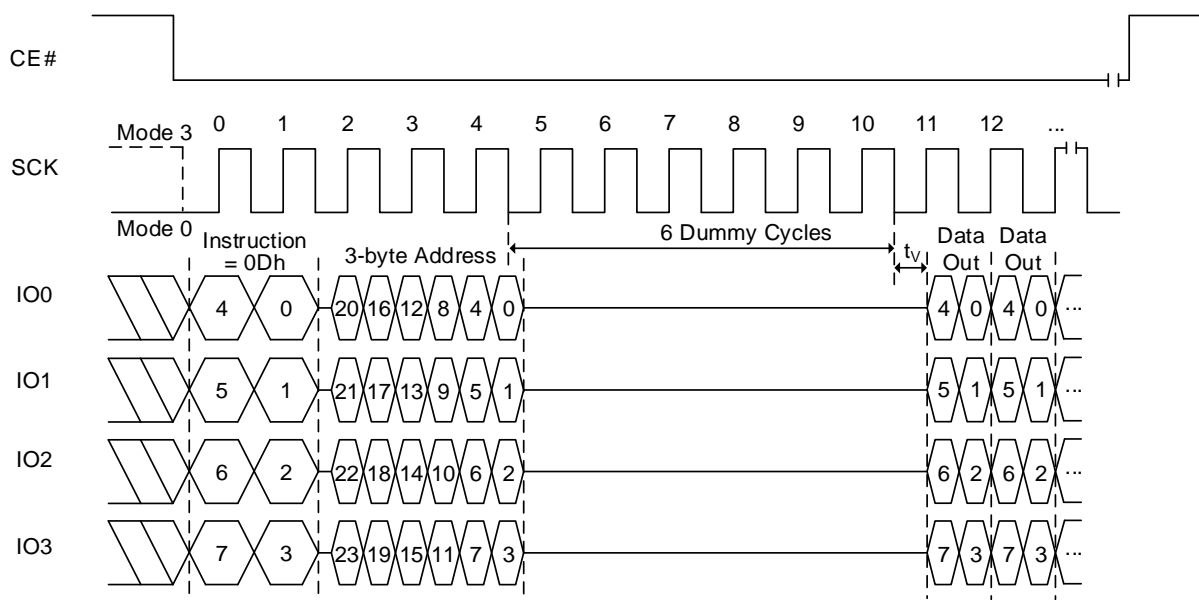 CE#
Mode 3 0 1 2 3 4 5 6 7 8 9 10 11 12 ...
SCK
Mode 0
Instruction = 0Dh
3-byte Address
6 Dummy Cycles
tV
Data Out
Data Out
IO0 4 0 20 16 12 8 4 0 4 0 4 0 ...
IO1 5 1 21 17 13 9 5 1 5 1 5 1 ...
IO2 6 2 22 18 14 10 6 2 6 2 6 2 ...
IO3 7 3 23 19 15 11 7 3 7 3 7 3 ...